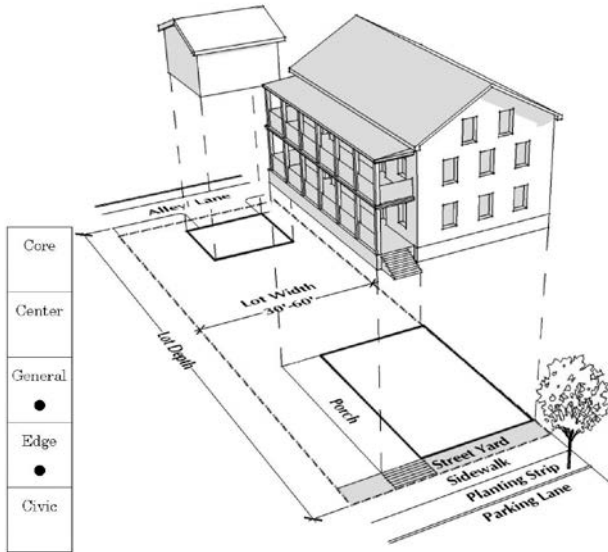 Core
Center
General
Edge
Civic
Alley/ Lane
Lot Width
30'-60'
Lot Depth
Porch
Street Yard
Sidewalk
Planting Strip
Parking Lane